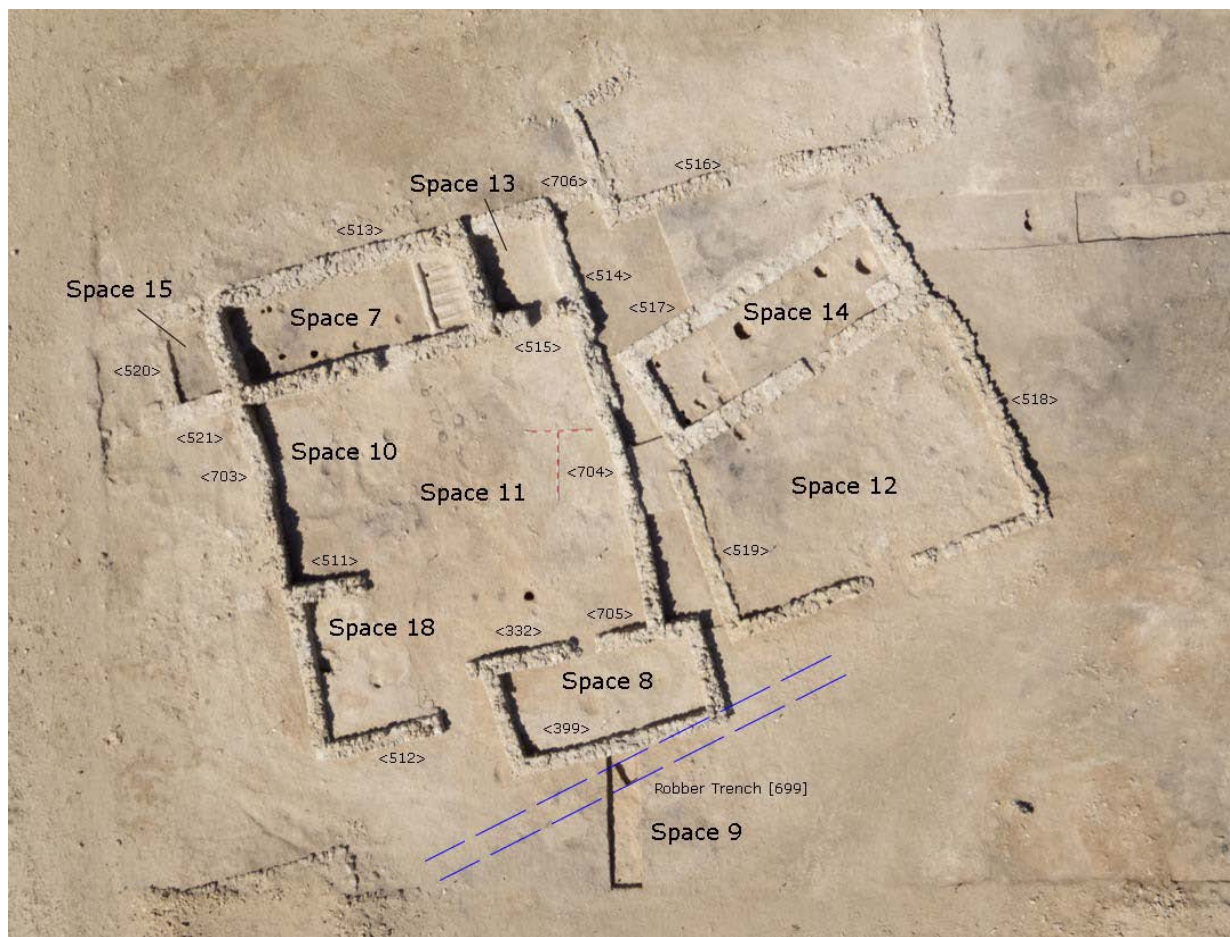 <516>
Space 13
<706>
<513>
<514>
Space 15
<517>
Space 14
Space 7
<515>
<520>
<518>
<521>
Space 10
<703>
<704>
Space 11
Space 12
<519>
<511>
<705>
Space 18
<332>
Space 8
<399>
<512>
Robber Trench [699]
Space 9